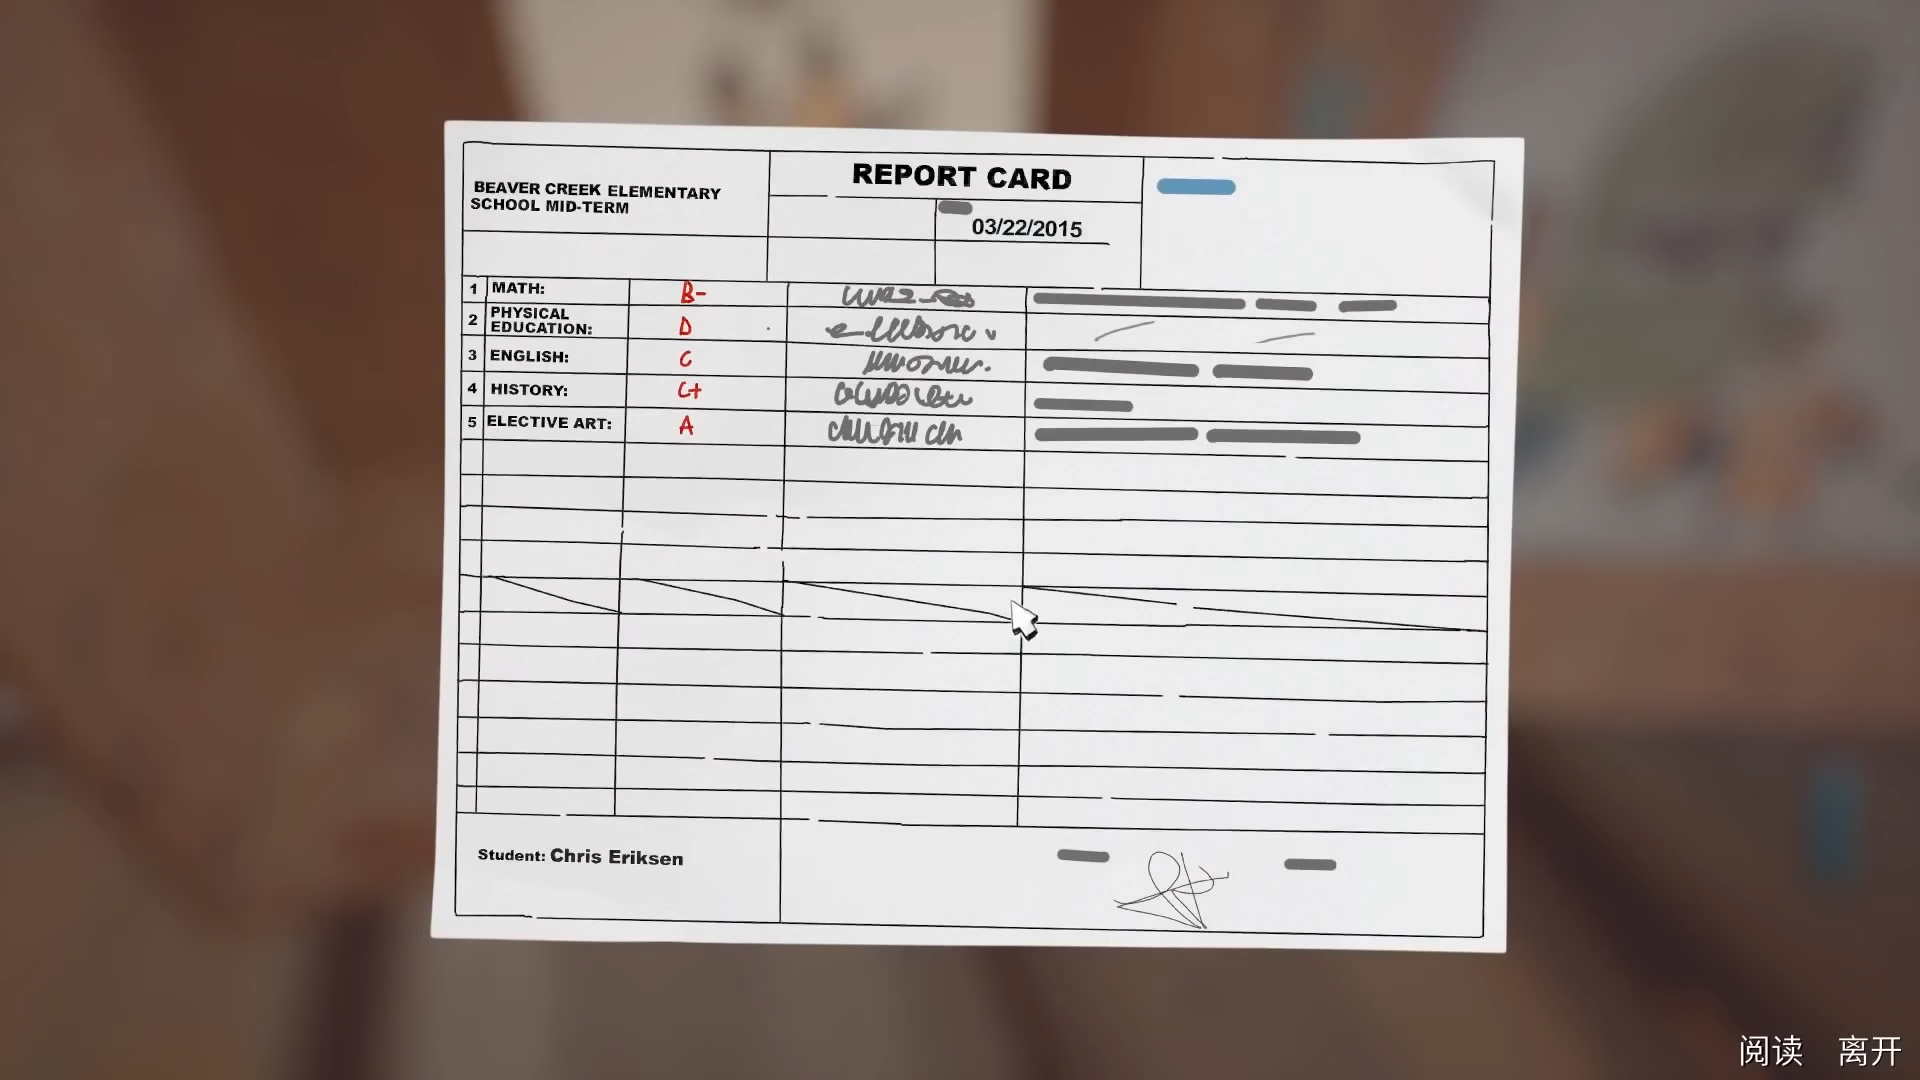 BEAVER CREEK ELEMENTARY
SCHOOL MID-TERM
REPORT CARD
03/22/2015
1 MATH: B-
2 PHYSICAL
EDUCATION: D
3 ENGLISH: C
4 HISTORY: C+
5 ELECTIVE ART: A
Student: Chris Eriksen
阅读 离开